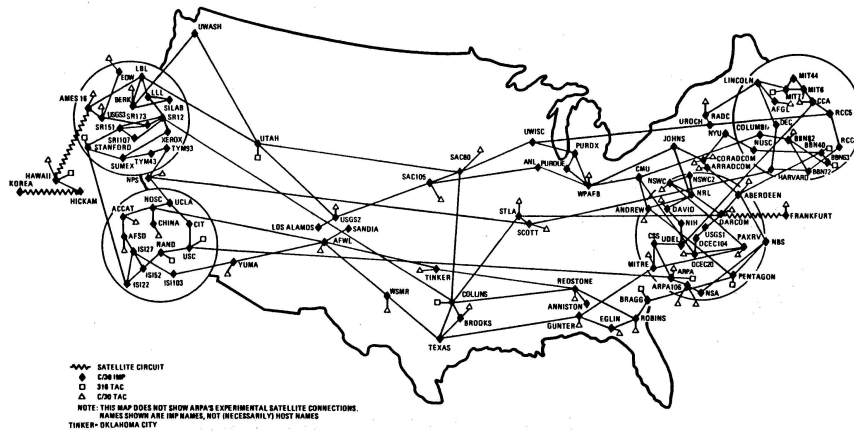 UWASH
LBL
EDW
LLL
AMES 16
BERK
SILAB
USGS3
SRI73
SRI2
SRI51
SRI107
XEROX
STANFORD
TYM93
SUMEX
TYM43
HAWAII
KOREA
HICKAM
NPS
UTAH
NOSC
UCLA
ACCAT
CHINA
CIT
AFSD
ISI27
RAND
USC
ISI52
ISI22
ISI103
YUMA
LOS ALAMOS
USGS2
SANDIA
AFWL
WSMR
TINKER
COLLINS
BROOKS
TEXAS
SAC80
SAC105
UWISC
PURDX
ANL
PURDUE
WPAFB
STLA
SCOTT
REDSTONE
ANNISTON
GUNTER
EGLIN
ROBINS
BRAGG
LINCOLN
MIT44
MIT77
MIT6
CCA
AFGL
RADC
UROCH
DEC
RCC5
COLUMBIA
NYU
BBN82
NUSC
BBN40
RCC
BBN63
BBN72
HARVARD
JOHNS
CORADCOM
ARRADCOM
CMU
NSWC
NSWC2
NRL
ABERDEEN
ANDREW
DAVID
DARCOM
FRANKFURT
NIH
CSS
USGS1
UDEL
PAXRV
NBS
DCEC104
DCEC20
MITRE
ARPA
PENTAGON
ARPA106
NSA
SATELLITE CIRCUIT
C/30 IMP
316 TAC
C/30 TAC
NOTE: THIS MAP DOES NOT SHOW ARPA'S EXPERIMENTAL SATELLITE CONNECTIONS.
NAMES SHOWN ARE IMP NAMES, NOT (NECESSARILY) HOST NAMES
TINKER= OKLAHOMA CITY